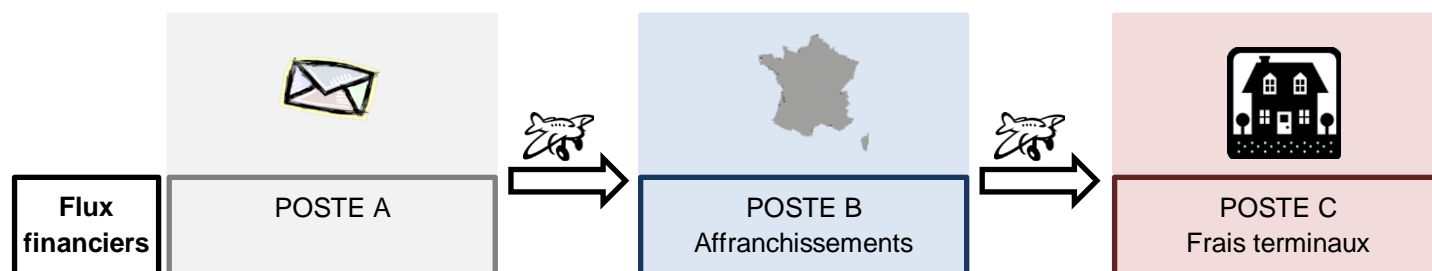 Flux
financiers
POSTE A
POSTE B
Affranchissements
POSTE C
Frais terminaux